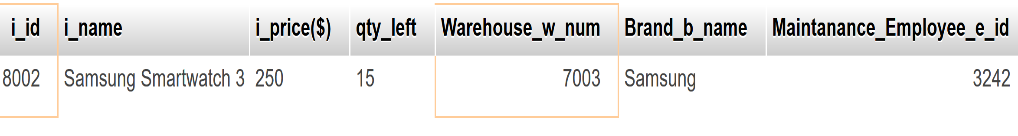 i_id i_name i_price($) qty_left Warehouse_w_num Brand_b_name Maintanance_Employee_e_id
8002 Samsung Smartwatch 3 250 15 7003 Samsung 3242